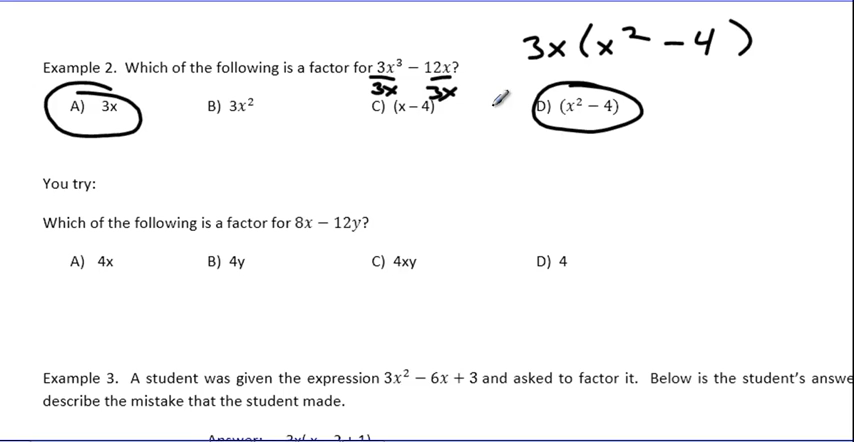 3x(x² – 4)
Example 2. Which of the following is a factor for 3x³ − 12x?
3x 3x
A) 3x B) 3x² C) (x – 4) D) (x² – 4)
You try:
Which of the following is a factor for 8x − 12y?
A) 4x B) 4y C) 4xy D) 4
Example 3. A student was given the expression 3x² − 6x + 3 and asked to factor it. Below is the student's answe
describe the mistake that the student made.